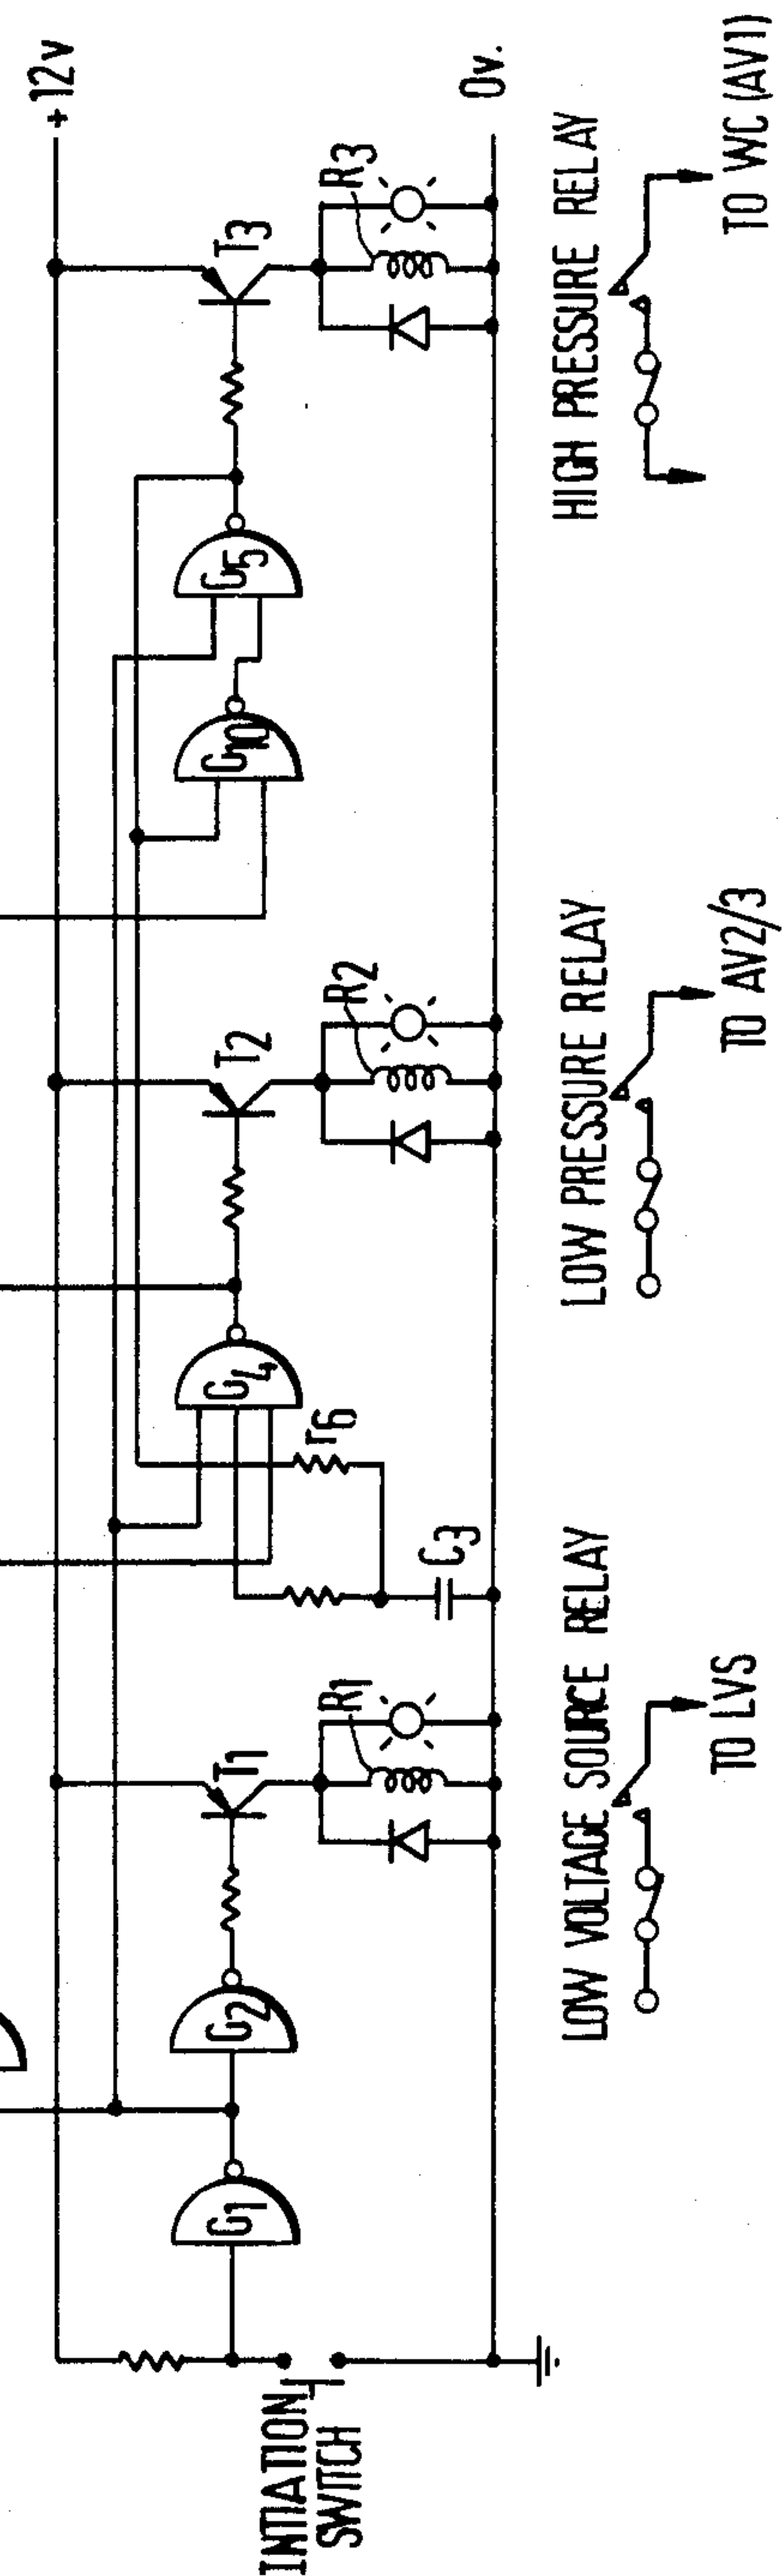 +12v
T1
T2
T3
G1
G2
G4
G10
G5
r6
C3
R1
R2
R3
0v.
INTIATION
SWITCH
LOW VOLTAGE SOURCE RELAY
TO LVS
LOW PRESSURE RELAY
TO AV2/3
HIGH PRESSURE RELAY
TO WC (AV1)